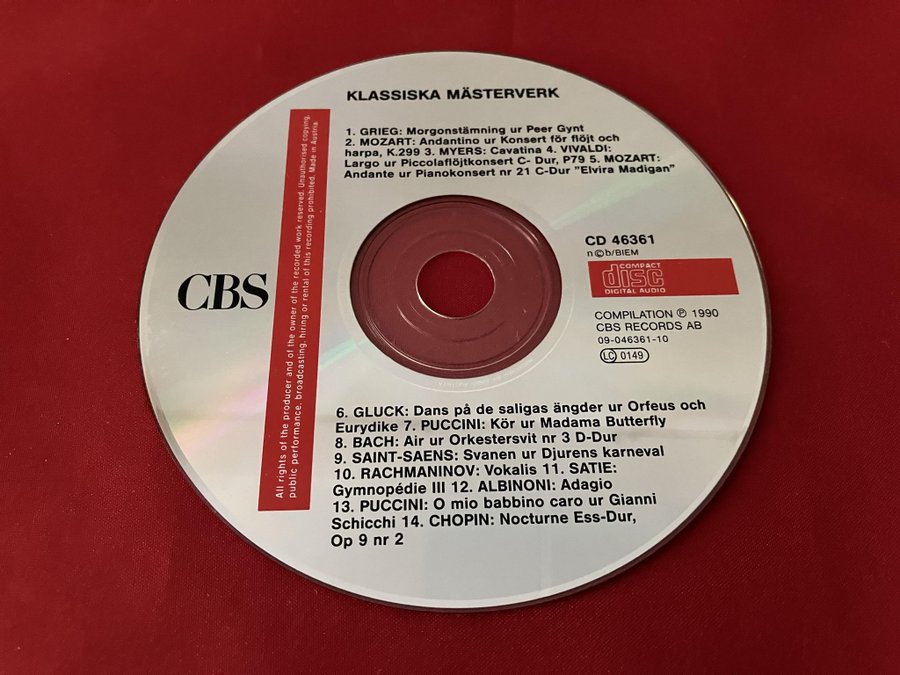 KLASSISKA MÄSTERVERK
1. GRIEG: Morgonstämning ur Peer Gynt
2. MOZART: Andantino ur Konsert för flöjt och
harpa, K.299 3. MYERS: Cavatina 4. VIVALDI:
Largo ur Piccolaflöjtkonsert C- Dur, P79 5. MOZART:
Andante ur Pianokonsert nr 21 C-Dur "Elvira Madigan"
All rights of the producer and of the owner of the recorded work reserved. Unauthorised copying,
public performance, broadcasting, hiring or rental of this recording prohibited. Made in Austria.
CBS
CD 46361
n©b/BIEM
COMPACT
disc
DIGITAL AUDIO
COMPILATION ℗ 1990
CBS RECORDS AB
09-046361-10
LC 0149
6. GLUCK: Dans på de saligas ängder ur Orfeus och
Eurydike 7. PUCCINI: Kör ur Madama Butterfly
8. BACH: Air ur Orkestersvit nr 3 D-Dur
9. SAINT-SAENS: Svanen ur Djurens karneval
10. RACHMANINOV: Vokalis 11. SATIE:
Gymnopédie III 12. ALBINONI: Adagio
13. PUCCINI: O mio babbino caro ur Gianni
Schicchi 14. CHOPIN: Nocturne Ess-Dur,
Op 9 nr 2